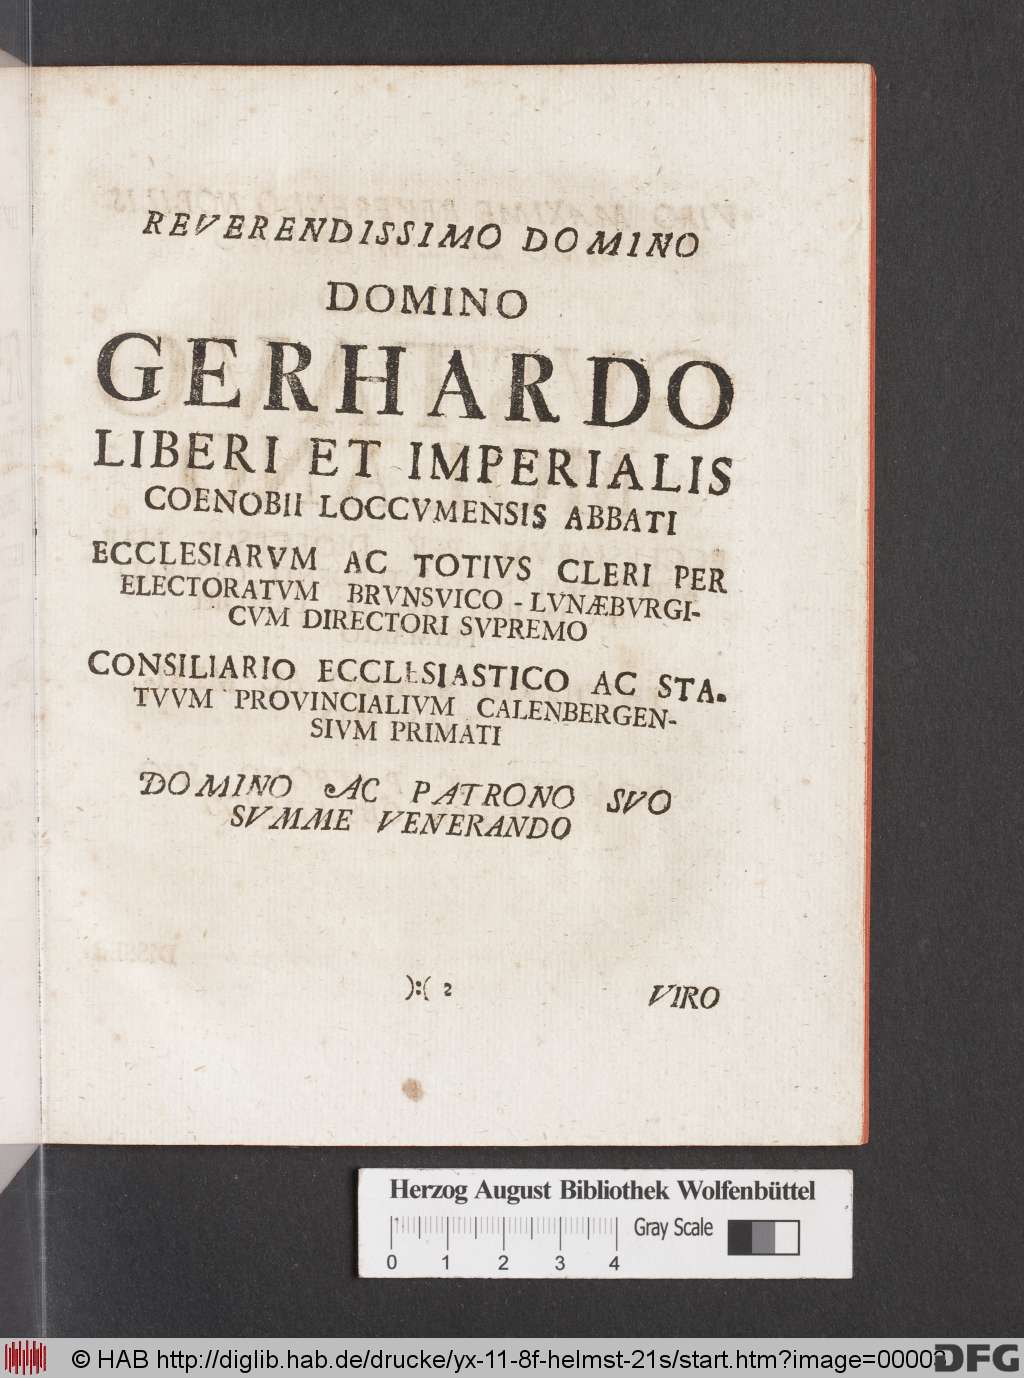 REVERENDISSIMO DOMINO
DOMINO
GERHARDO
LIBERI ET IMPERIALIS
COENOBII LOCCVMENSIS ABBATI
ECCLESIARVM AC TOTIVS CLERI PER
ELECTORATVM BRVNSVICO - LVNÆBVRGI-
CVM DIRECTORI SVPREMO
CONSILIARIO ECCLESIASTICO AC STA-
TVVM PROVINCIALIVM CALENBERGEN-
SIVM PRIMATI
DOMINO AC PATRONO SVO
SVMME VENERANDO
):( 2
VIRO
Herzog August Bibliothek Wolfenbüttel
Gray Scale
0 1 2 3 4
© HAB http://diglib.hab.de/drucke/yx-11-8f-helmst-21s/start.htm?image=00003
DFG